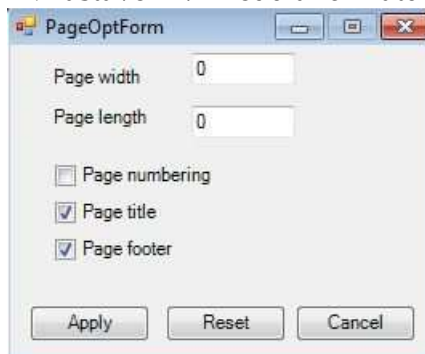 PageOptForm
Page width 0
Page length 0
Page numbering
Page title
Page footer
Apply Reset Cancel